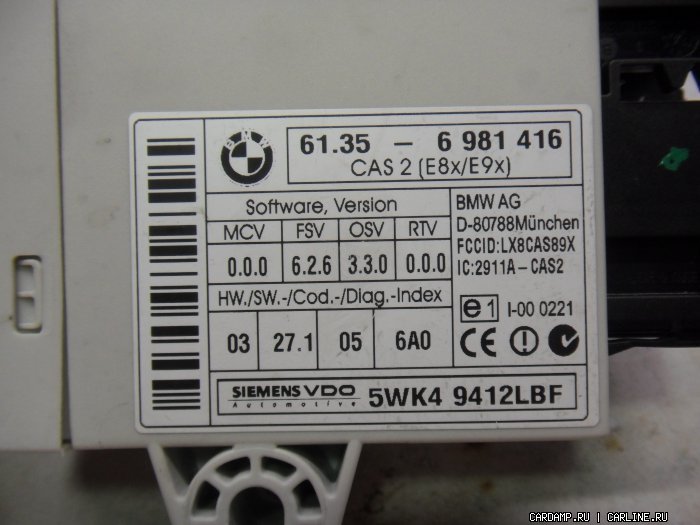 BMW
61.35 – 6 981 416
CAS 2 (E8x/E9x)
Software, Version
MCV FSV OSV RTV
0.0.0 6.2.6 3.3.0 0.0.0
HW./SW.-/Cod.-/Diag.-Index
03 27.1 05 6A0
BMW AG
D-80788München
FCCID:LX8CAS89X
IC:2911A–CAS2
e1 I-00 0221
CE
SIEMENS VDO
Automotive
5WK4 9412LBF
CARDAMP.RU | CARLINE.RU